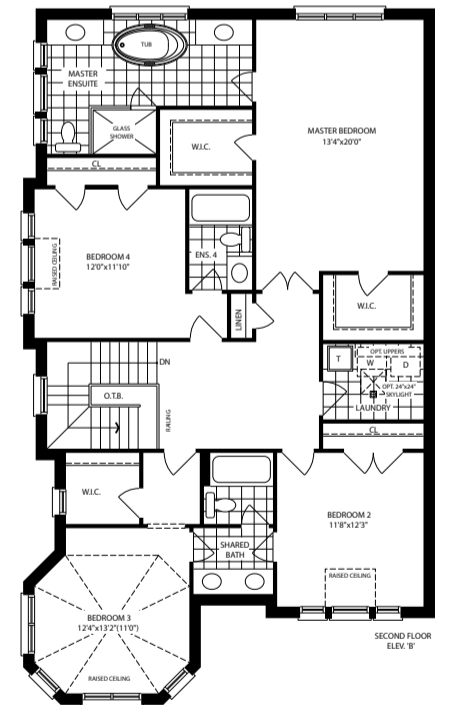 TUB
MASTER
ENSUITE
GLASS
SHOWER
MASTER BEDROOM
13'4"x20'0"
W.I.C.
CL
BEDROOM 4
12'0"x11'10"
RAISED CEILING
ENS. 4
LINEN
W.I.C.
DN
O.T.B.
RAILING
T
OPT. UPPERS
W
D
OPT. 24"x24"
SKYLIGHT
LAUNDRY
CL
W.I.C.
BEDROOM 2
11'8"x12'3"
SHARED
BATH
RAISED CEILING
BEDROOM 3
12'4"x13'2"(11'0")
RAISED CEILING
SECOND FLOOR
ELEV. 'B'